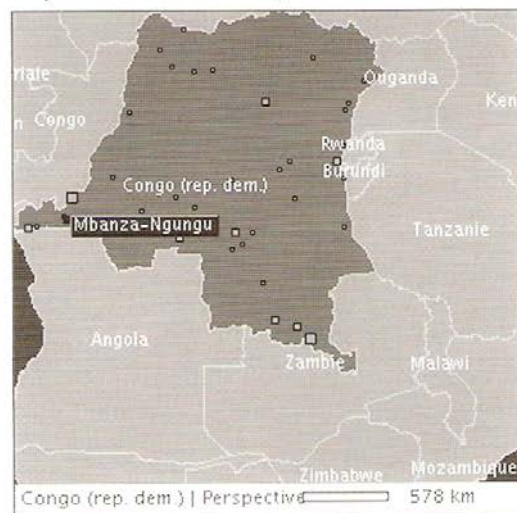 Ouganda
riale
Ken
n Congo
Rwanda
Congo (rep. dem.)
Burundi
Mbanza-Ngungu
Tanzanie
Angola
Zambie
Malawi
Zimbabwe
Mozambique
Congo (rep. dem.) | Perspective 578 km